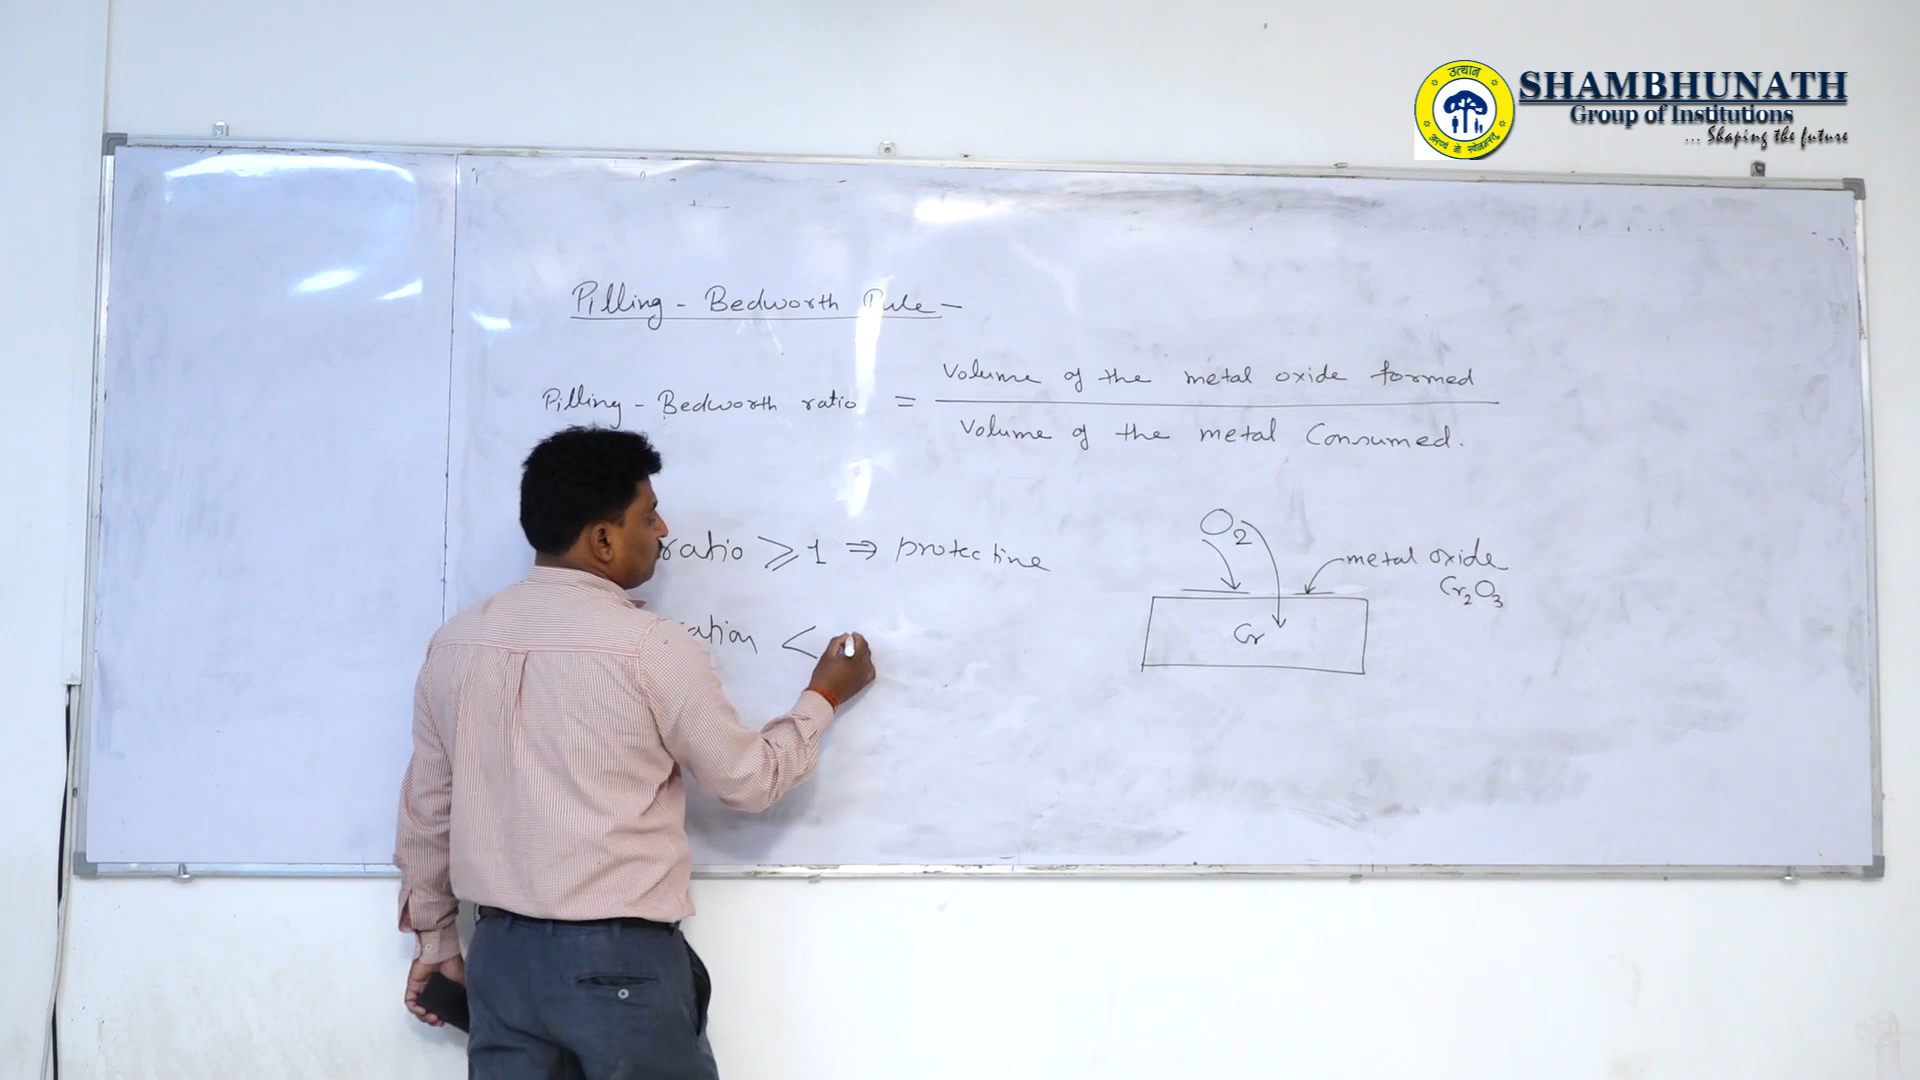 उत्थान
SHAMBHUNATH
Group of Institutions
... Shaping the future
Pilling - Bedworth Rule -
Pilling - Bedworth ratio = Volume of the metal oxide formed
Volume of the metal Consumed.
ratio ⩾ 1 ⇒ protective
<
O2
metal oxide
Cr2O3
Cr